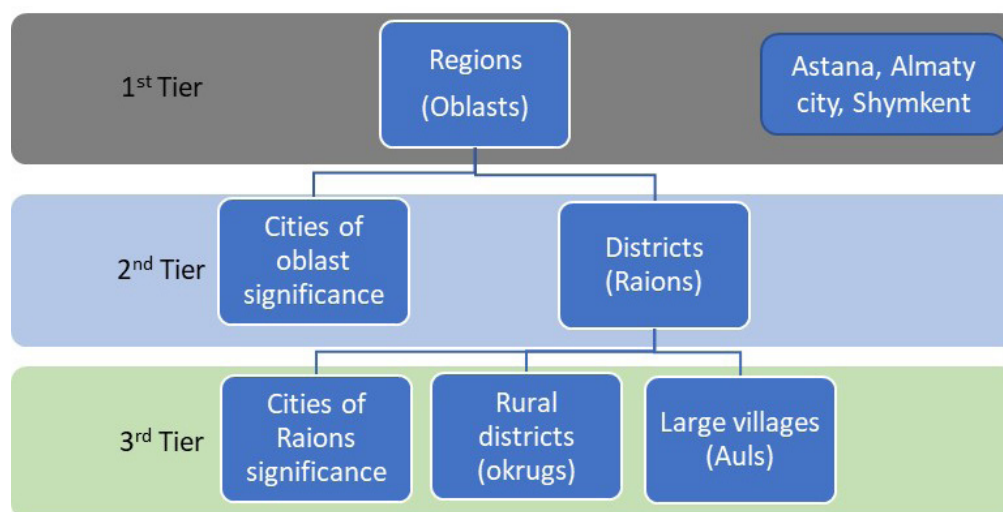 1st Tier
Regions
(Oblasts)
Astana, Almaty
city, Shymkent
2nd Tier
Cities of
oblast
significance
Districts
(Raions)
3rd Tier
Cities of
Raions
significance
Rural
districts
(okrugs)
Large villages
(Auls)